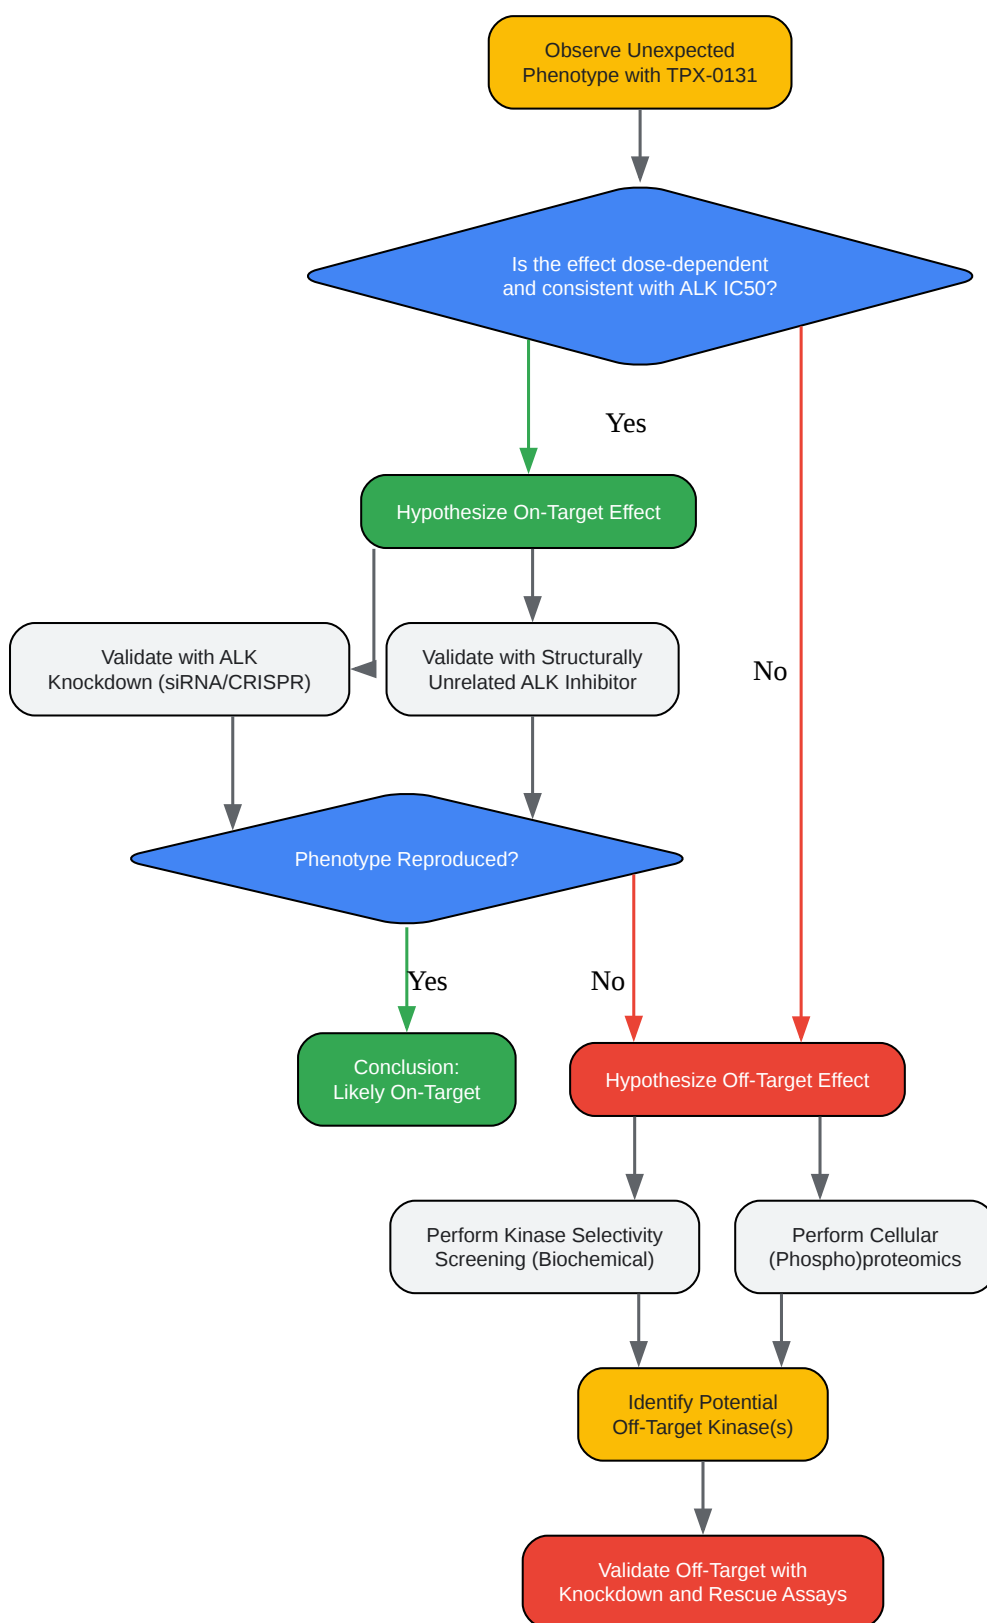 Observe Unexpected
Phenotype with TPX-0131
Is the effect dose-dependent
and consistent with ALK IC50?
Yes
Hypothesize On-Target Effect
Validate with ALK
Knockdown (siRNA/CRISPR)
Validate with Structurally
Unrelated ALK Inhibitor
No
Phenotype Reproduced?
Yes
No
Conclusion:
Likely On-Target
Hypothesize Off-Target Effect
Perform Kinase Selectivity
Screening (Biochemical)
Perform Cellular
(Phospho)proteomics
Identify Potential
Off-Target Kinase(s)
Validate Off-Target with
Knockdown and Rescue Assays